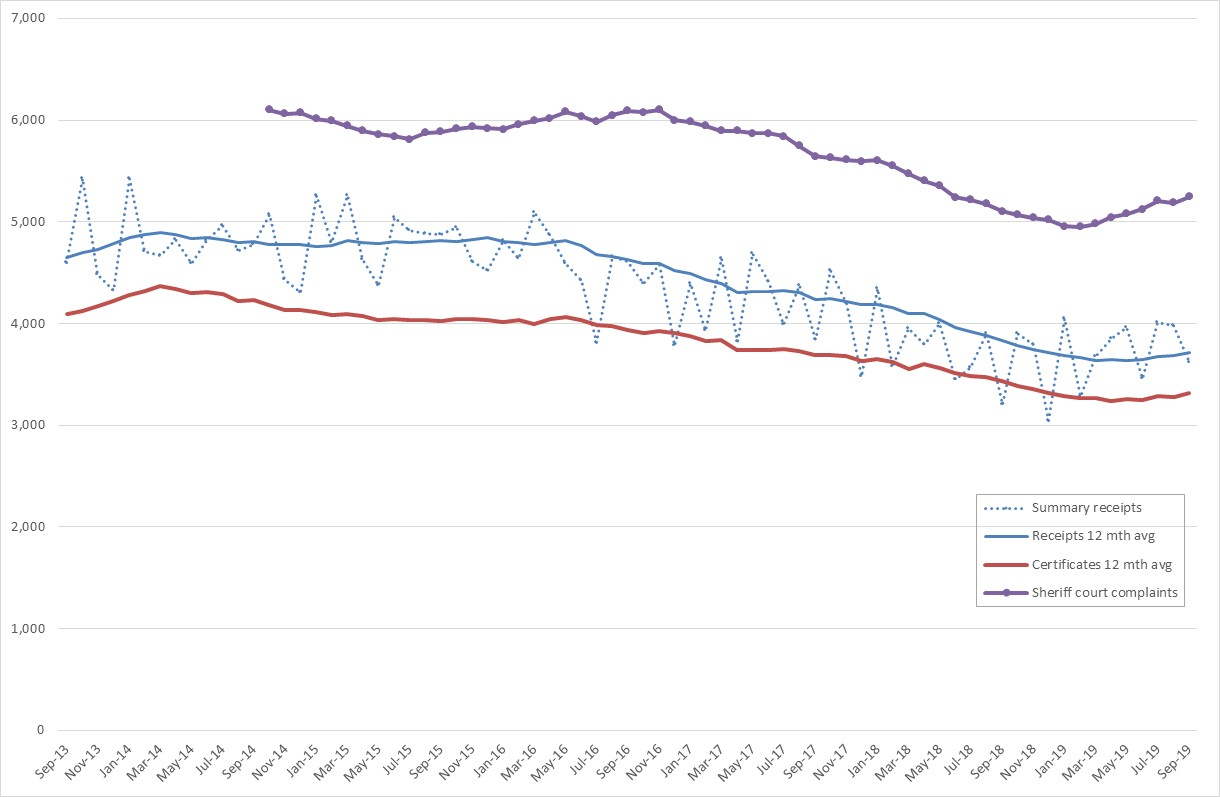 7,000
6,000
5,000
4,000
3,000
2,000
1,000
0
Summary receipts
Receipts 12 mth avg
Certificates 12 mth avg
Sheriff court complaints
Sep-13
Nov-13
Jan-14
Mar-14
May-14
Jul-14
Sep-14
Nov-14
Jan-15
Mar-15
May-15
Jul-15
Sep-15
Nov-15
Jan-16
Mar-16
May-16
Jul-16
Sep-16
Nov-16
Jan-17
Mar-17
May-17
Jul-17
Sep-17
Nov-17
Jan-18
Mar-18
May-18
Jul-18
Sep-18
Nov-18
Jan-19
Mar-19
May-19
Jul-19
Sep-19